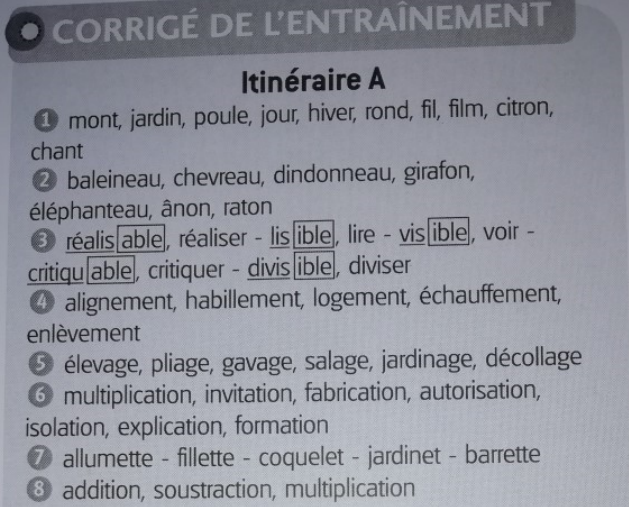 CORRIGÉ DE L'ENTRAÎNEMENT
Itinéraire A
1 mont, jardin, poule, jour, hiver, rond, fil, film, citron,
chant
2 baleineau, chevreau, dindonneau, girafon,
éléphanteau, ânon, raton
3 réalisable, réaliser - lisible, lire - visible, voir -
critiquable, critiquer - divisible, diviser
4 alignement, habillement, logement, échauffement,
enlèvement
5 élevage, pliage, gavage, salage, jardinage, décollage
6 multiplication, invitation, fabrication, autorisation,
isolation, explication, formation
7 allumette - fillette - coquelet - jardinet - barrette
8 addition, soustraction, multiplication